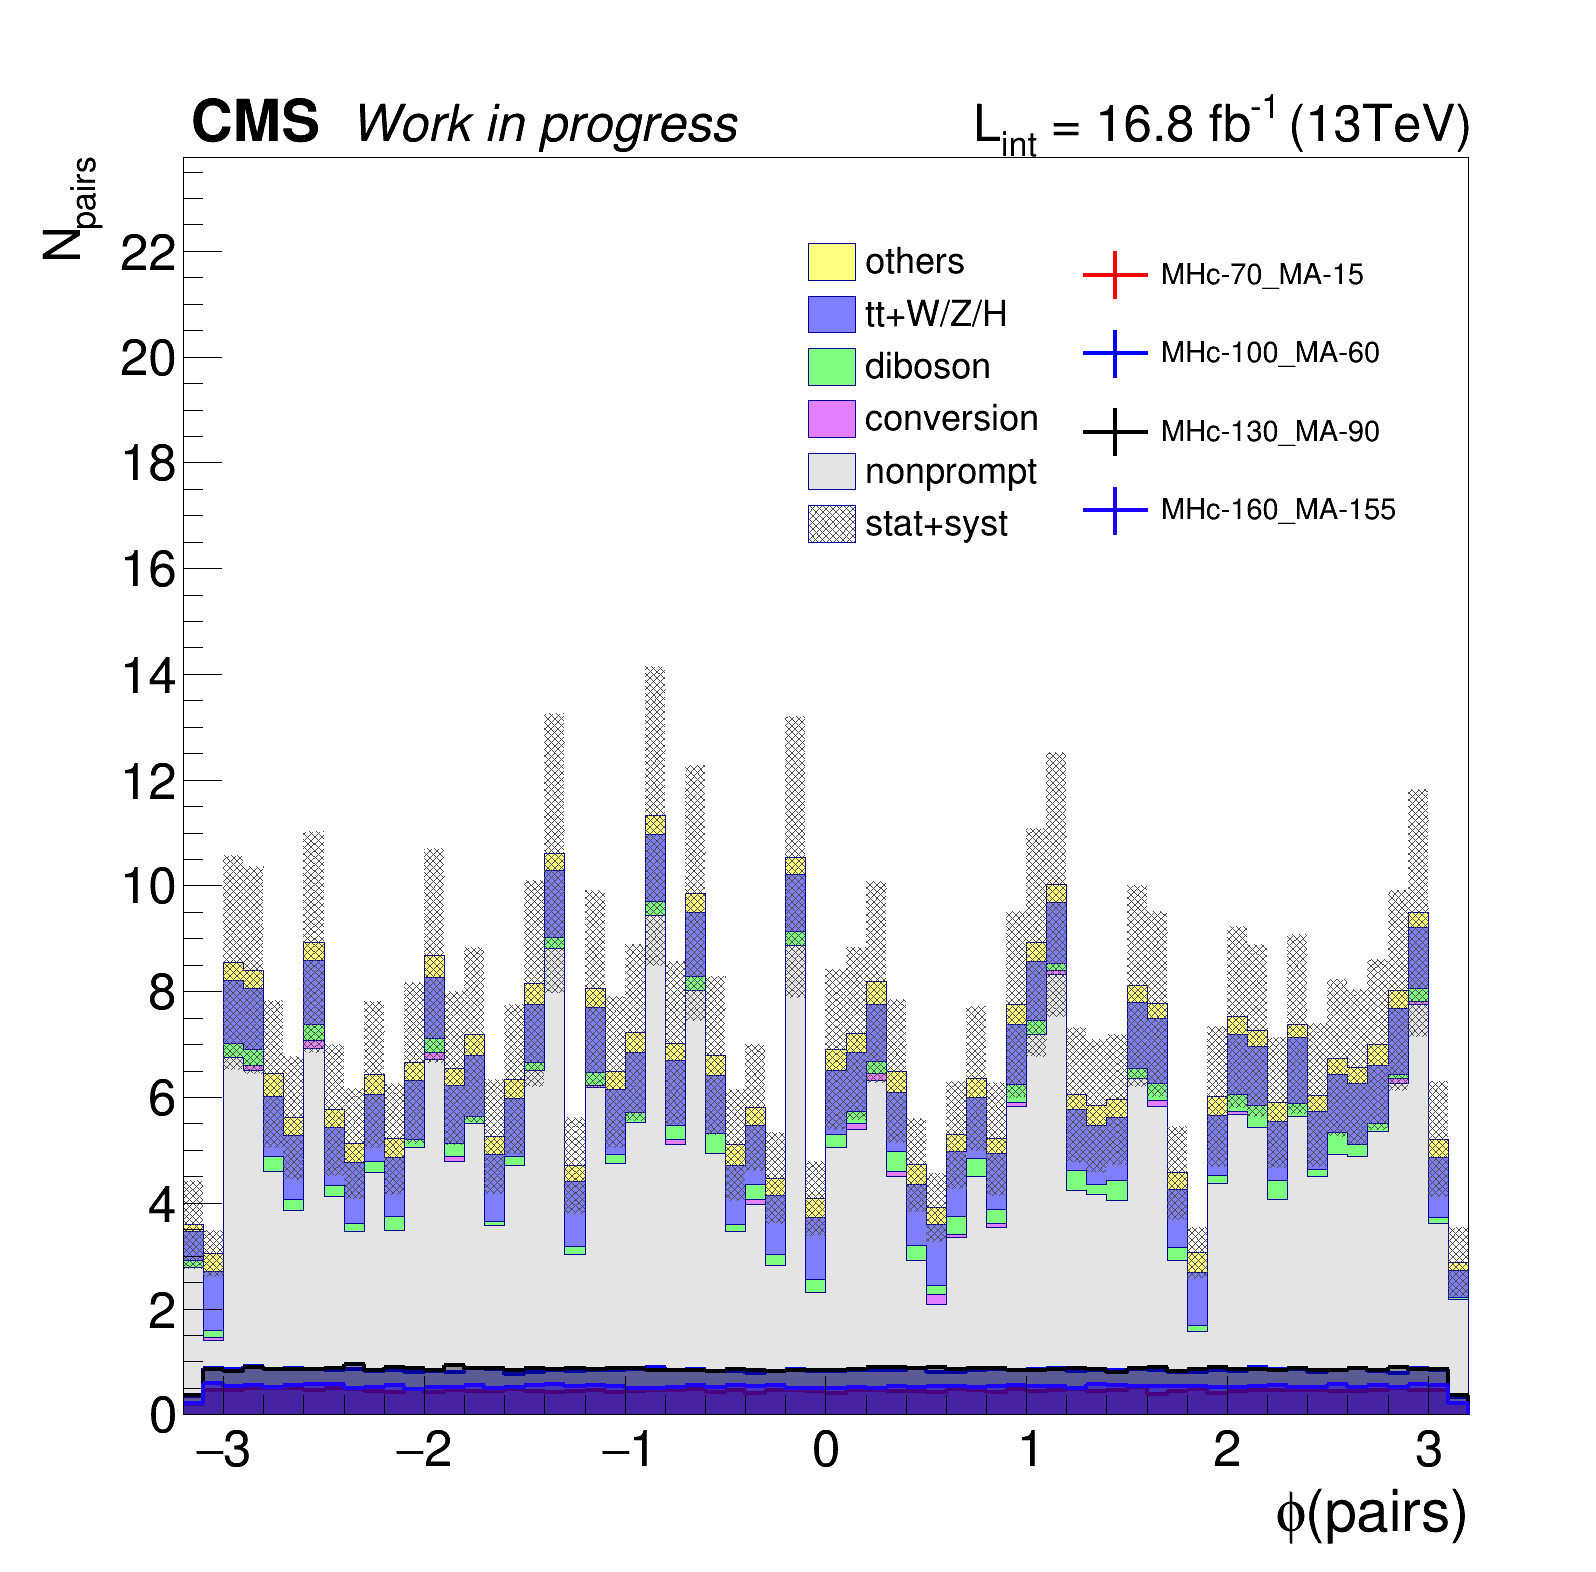 CMS Work in progress
L_int = 16.8 fb^-1 (13TeV)
N_pairs
22
20
18
16
14
12
10
8
6
4
2
0
others
tt+W/Z/H
diboson
conversion
nonprompt
stat+syst
MHc-70_MA-15
MHc-100_MA-60
MHc-130_MA-90
MHc-160_MA-155
−3 −2 −1 0 1 2 3
ϕ(pairs)